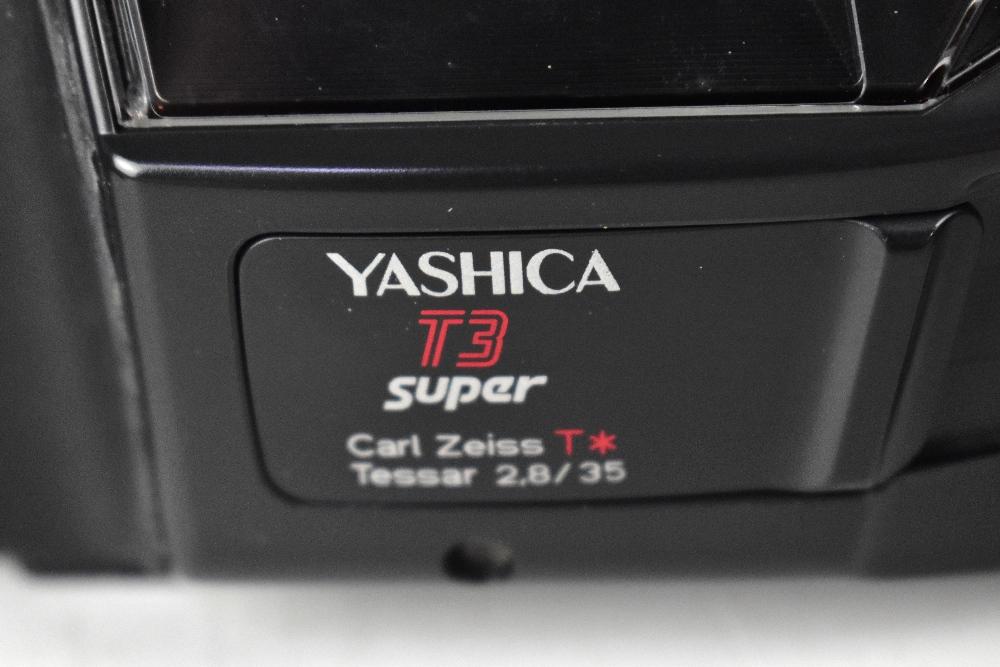 YASHICA
T3
super
Carl Zeiss T*
Tessar 2,8/35